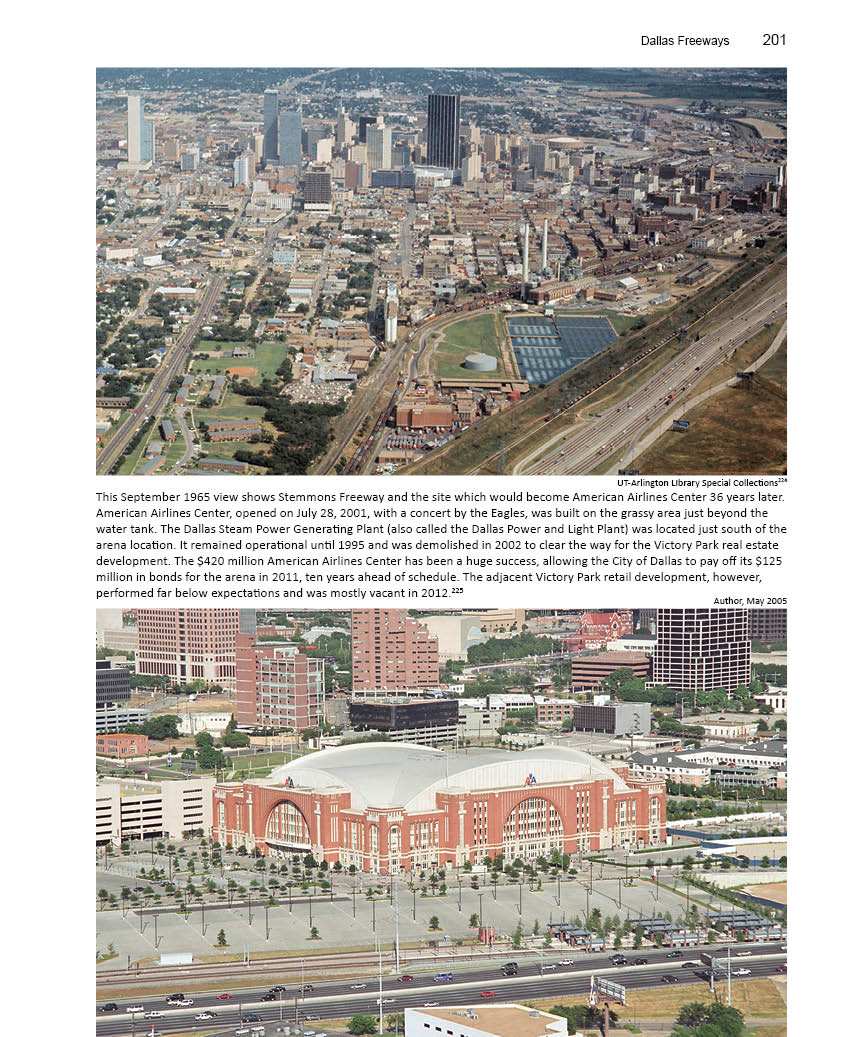 Dallas Freeways 201
UT-Arlington LIbrary Special Collections²²⁴
This September 1965 view shows Stemmons Freeway and the site which would become American Airlines Center 36 years later.
American Airlines Center, opened on July 28, 2001, with a concert by the Eagles, was built on the grassy area just beyond the
water tank. The Dallas Steam Power Generating Plant (also called the Dallas Power and Light Plant) was located just south of the
arena location. It remained operational until 1995 and was demolished in 2002 to clear the way for the Victory Park real estate
development. The $420 million American Airlines Center has been a huge success, allowing the City of Dallas to pay off its $125
million in bonds for the arena in 2011, ten years ahead of schedule. The adjacent Victory Park retail development, however,
performed far below expectations and was mostly vacant in 2012.²²⁵
Author, May 2005